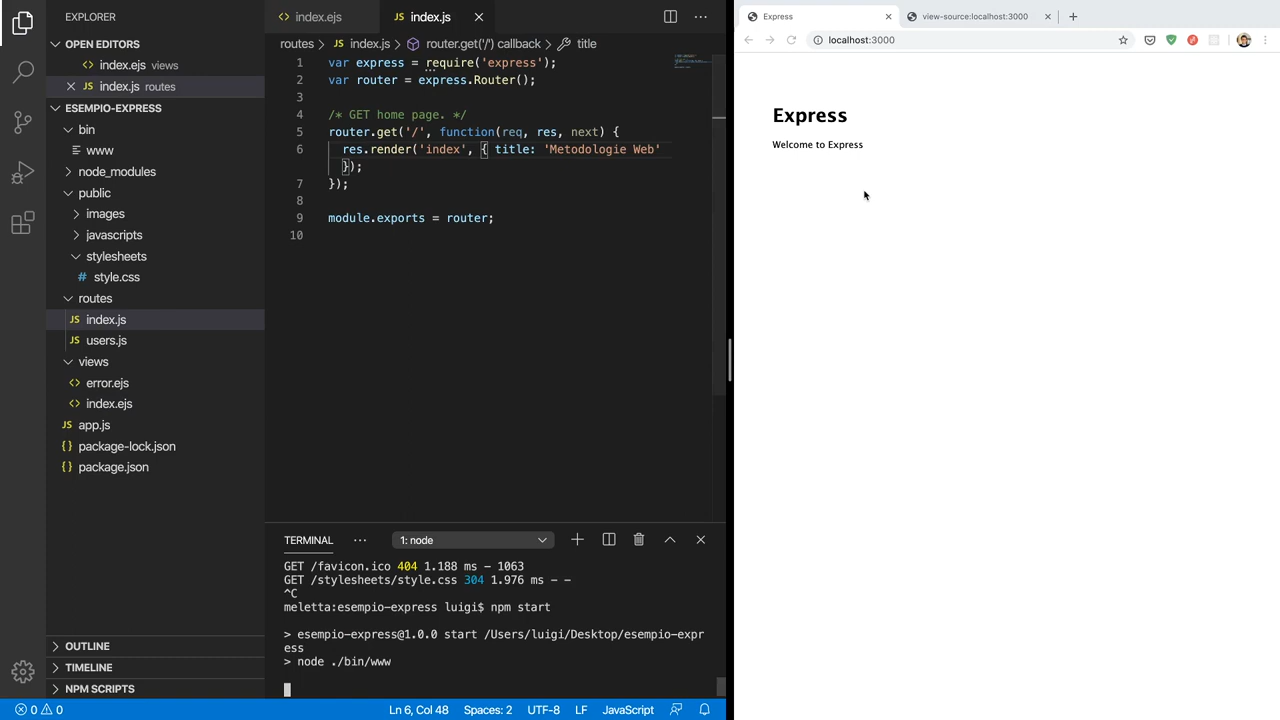 EXPLORER
OPEN EDITORS
index.ejs views
index.js routes
ESEMPIO-EXPRESS
bin
www
node_modules
public
images
javascripts
stylesheets
# style.css
routes
JS index.js
JS users.js
views
<> error.ejs
<> index.ejs
JS app.js
{} package-lock.json
{} package.json
OUTLINE
TIMELINE
NPM SCRIPTS
<> index.ejs
JS index.js
routes > JS index.js > router.get('/') callback > title
1 var express = require('express');
2 var router = express.Router();
3
4 /* GET home page. */
5 router.get('/', function(req, res, next) {
6 res.render('index', { title: 'Metodologie Web'
});
7 });
8
9 module.exports = router;
10
TERMINAL ··· 1: node
GET /favicon.ico 404 1.188 ms - 1063
GET /stylesheets/style.css 304 1.976 ms - -
^C
meletta:esempio-express luigi$ npm start
> esempio-express@1.0.0 start /Users/luigi/Desktop/esempio-expr
ess
> node ./bin/www
0 0
Ln 6, Col 48 Spaces: 2 UTF-8 LF JavaScript
Express
view-source:localhost:3000
localhost:3000
Express
Welcome to Express